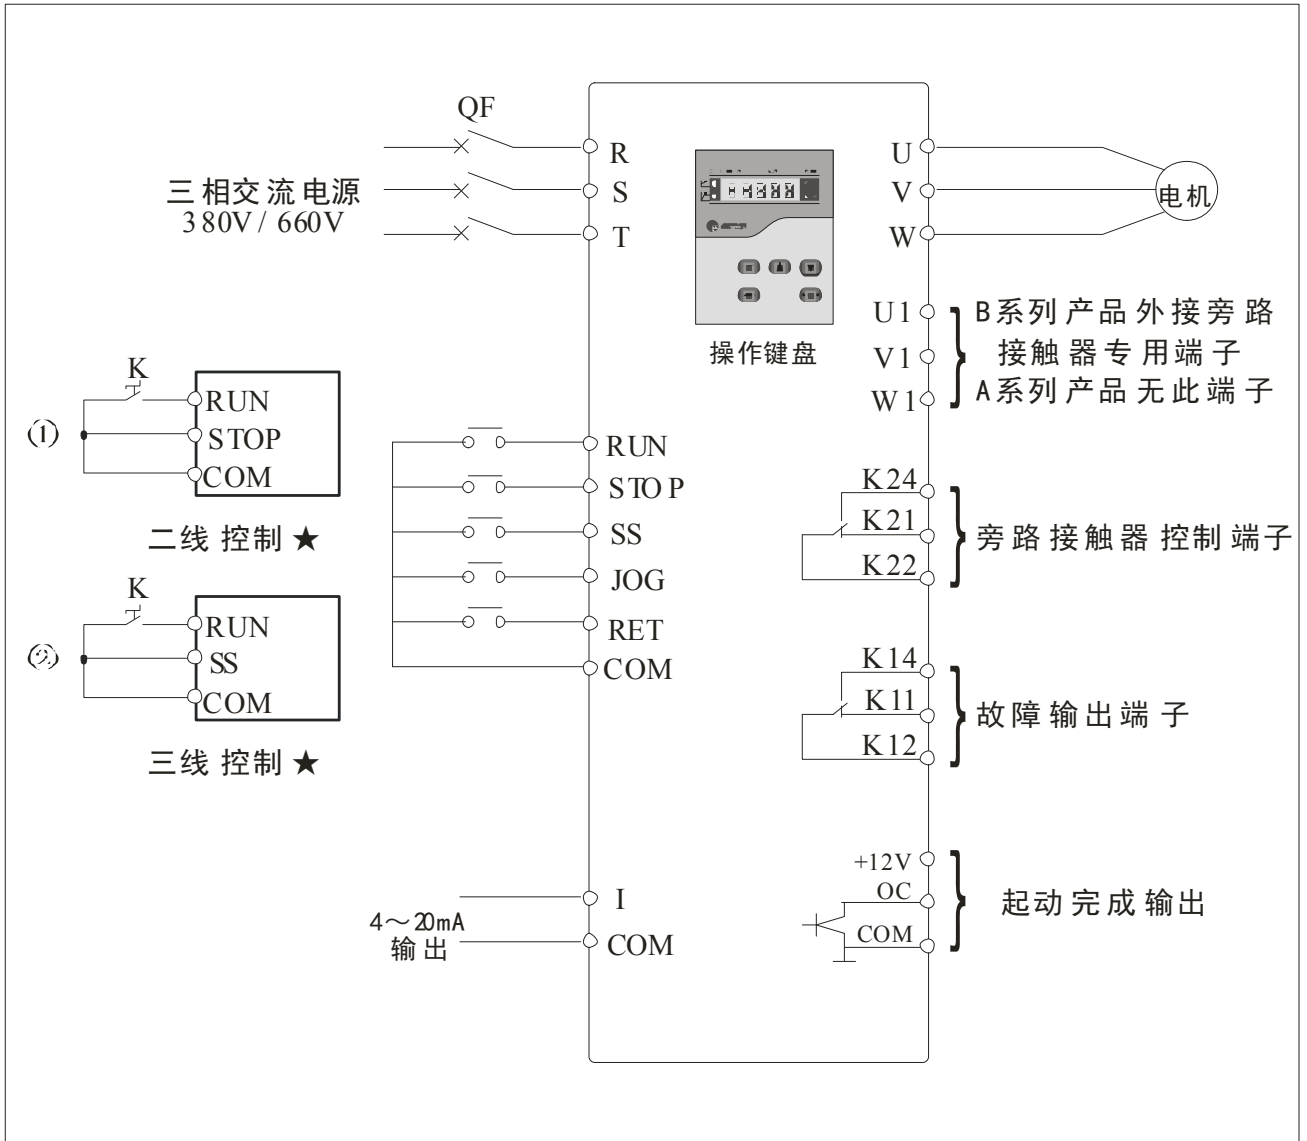 QF
三相交流电源
380V / 660V
R
S
T
U
V
W
电机
操作键盘
U1
V1
W1
B系列产品外接旁路
接触器专用端子
A系列产品无此端子
K
① RUN
STOP
COM
二线控制★
K
② RUN
SS
COM
三线控制★
RUN
STOP
SS
JOG
RET
COM
K24
K21
K22
旁路接触器控制端子
K14
K11
K12
故障输出端子
4～20mA
输出
I
COM
+12V
OC
COM
起动完成输出